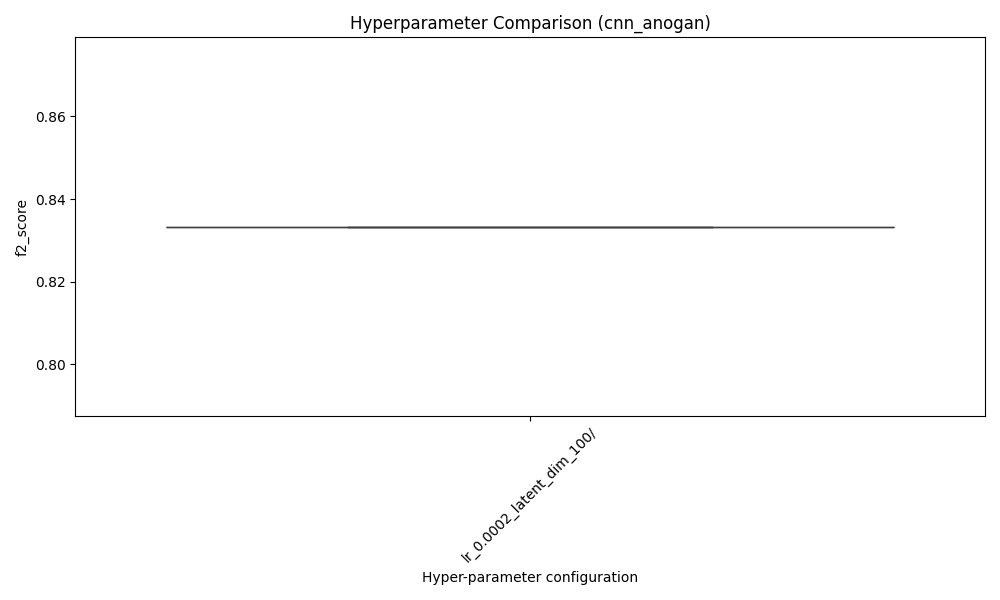 Hyperparameter Comparison (cnn_anogan)
0.86
0.84
0.82
0.80
f2_score
lr_0.0002_latent_dim_100/
Hyper-parameter configuration